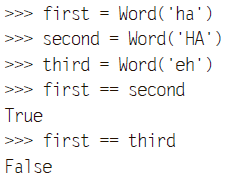 >>> first = Word('ha')
>>> second = Word('HA')
>>> third = Word('eh')
>>> first == second
True
>>> first == third
False